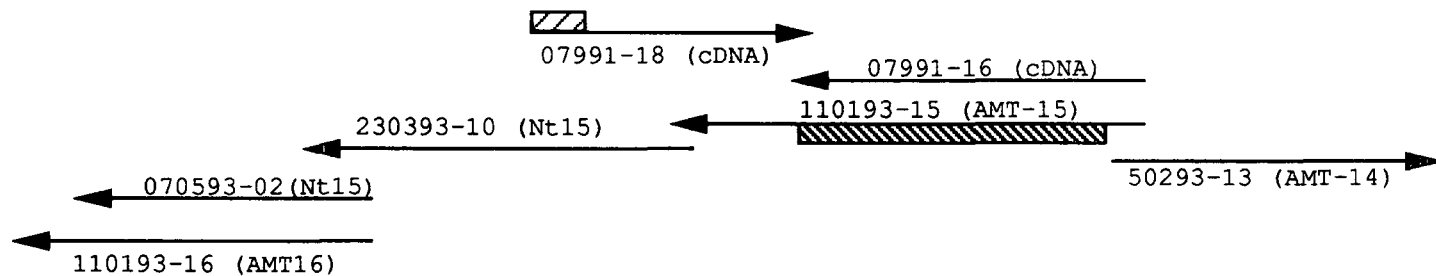 07991-18 (cDNA)
07991-16 (cDNA)
110193-15 (AMT-15)
230393-10 (Nt15)
50293-13 (AMT-14)
070593-02(Nt15)
110193-16 (AMT16)